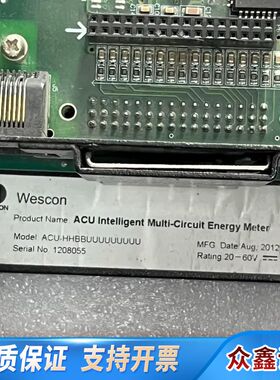 Wescon
Product Name ACU Intelligent Multi-Circuit Energy Meter
Model: ACU-HHBBUUUUUUUUU
MFG. Date Aug, 2012
Serial No. 1208055
Rating 20-60V
质保证 支持开票
众鑫